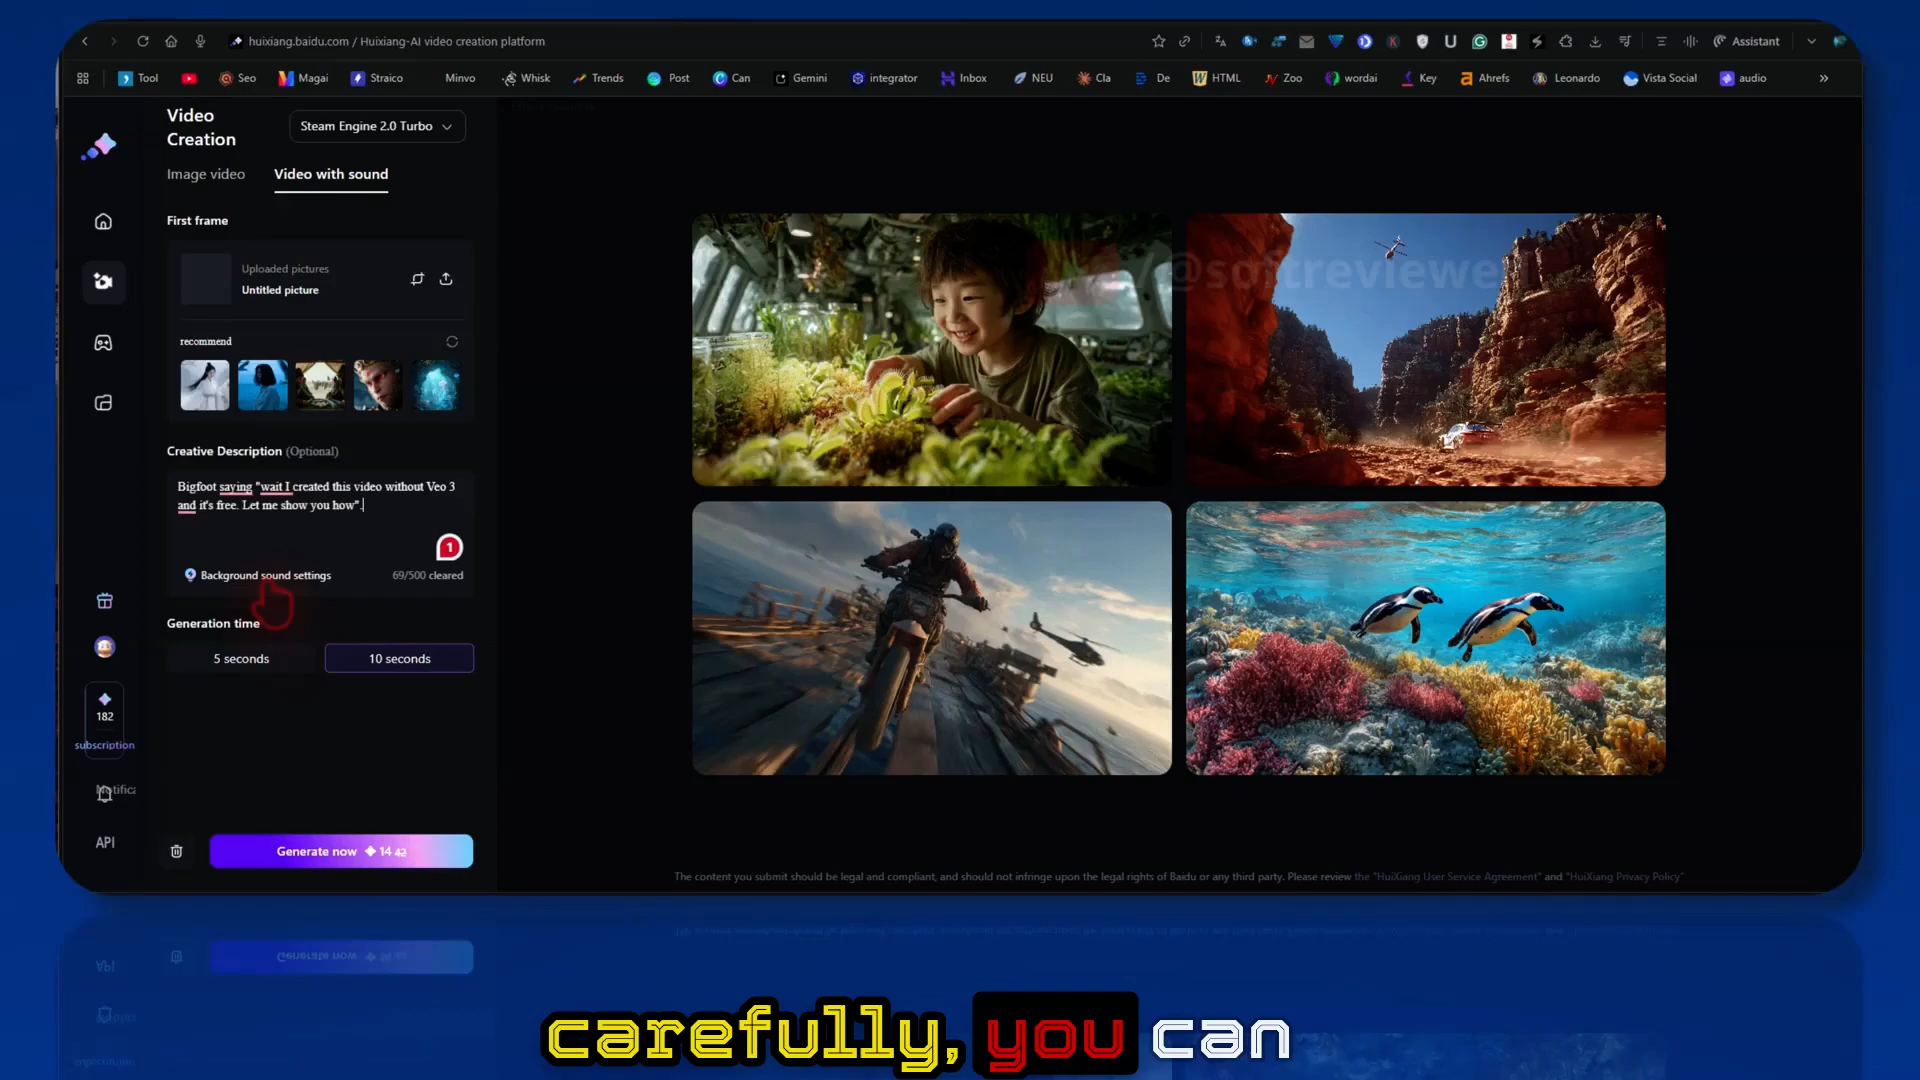 huixiang.baidu.com / Huixiang-AI video creation platform
Assistant
Tool
Seo
Magai
Straico
Minvo
Whisk
Trends
Post
Can
Gemini
integrator
Inbox
NEU
Cla
De
HTML
Zoo
wordai
Key
Ahrefs
Leonardo
Vista Social
audio
Video
Creation
Steam Engine 2.0 Turbo
Image video
Video with sound
First frame
Uploaded pictures
Untitled picture
recommend
Creative Description (Optional)
Bigfoot saying "wait I created this video without Veo 3
and it's free. Let me show you how".
1
Background sound settings
69/500 cleared
Generation time
5 seconds
10 seconds
182
subscription
Notifica
API
Generate now 14 42
@softreviewed
The content you submit should be legal and compliant, and should not infringe upon the legal rights of Baidu or any third party. Please review the "HuiXiang User Service Agreement" and "HuiXiang Privacy Policy"
carefully, you can